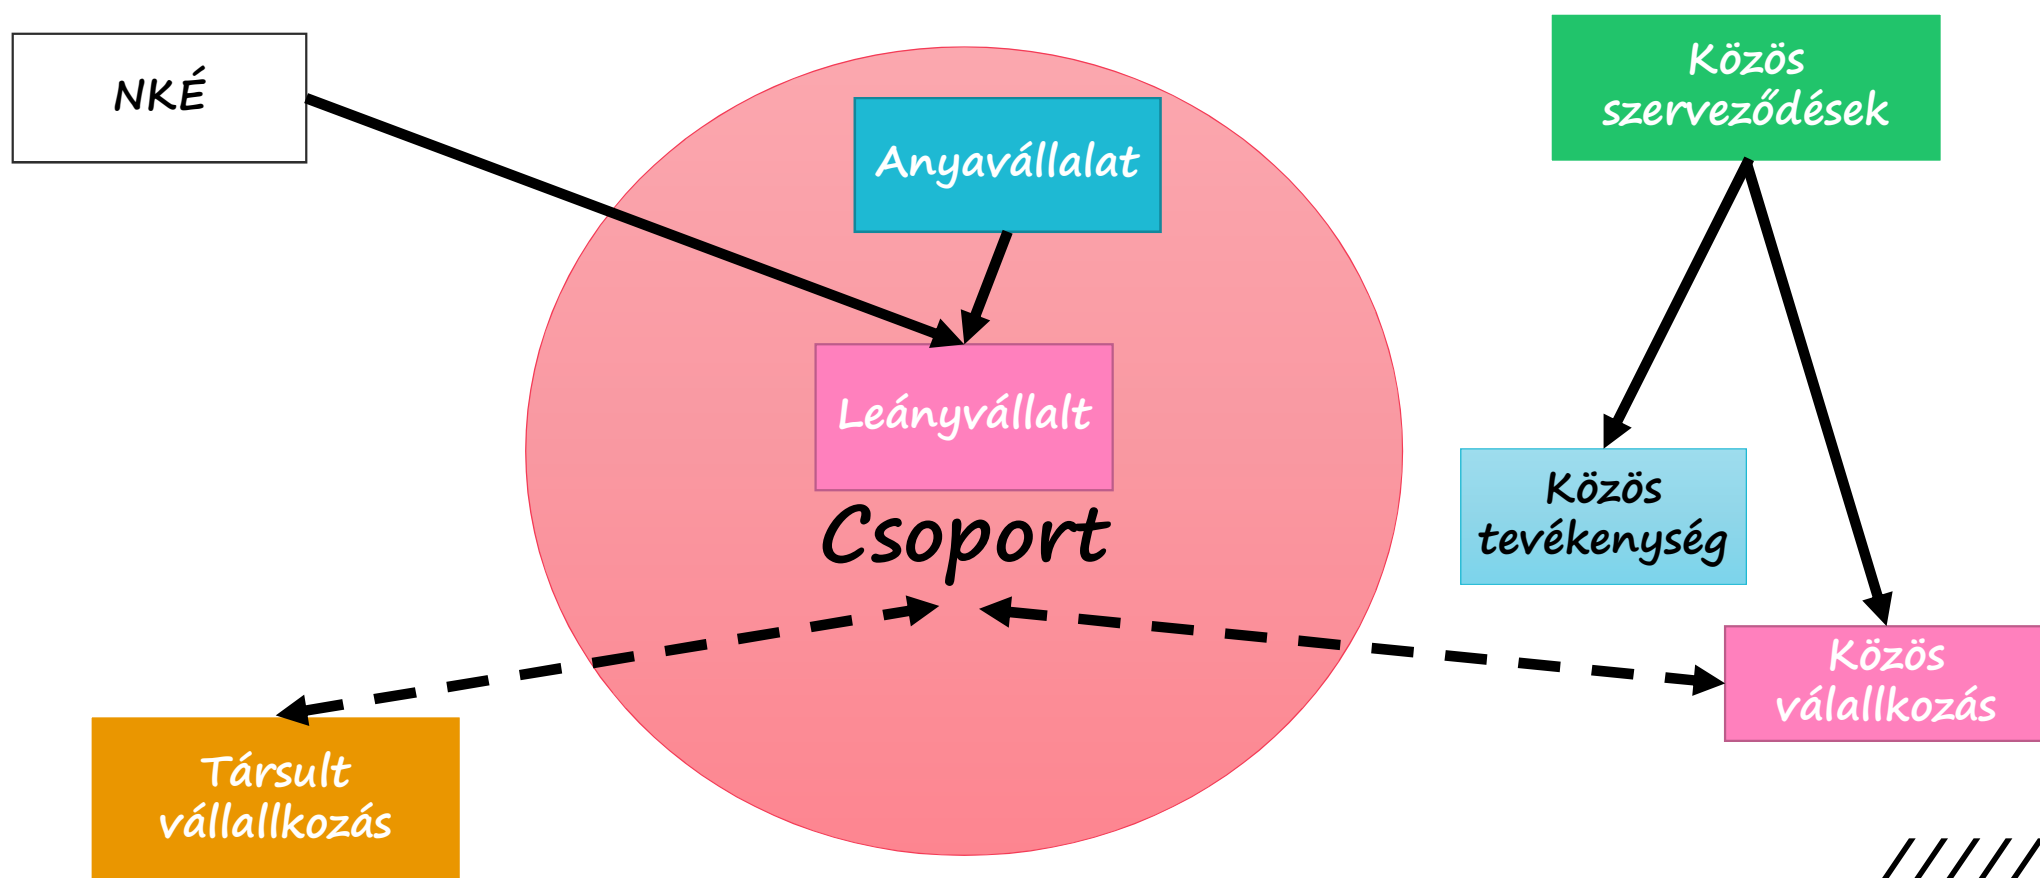 NKÉ
Anyavállalat
Leányvállalt
Csoport
Társult
vállallkozás
Közös
szerveződések
Közös
tevékenység
Közös
válallkozás